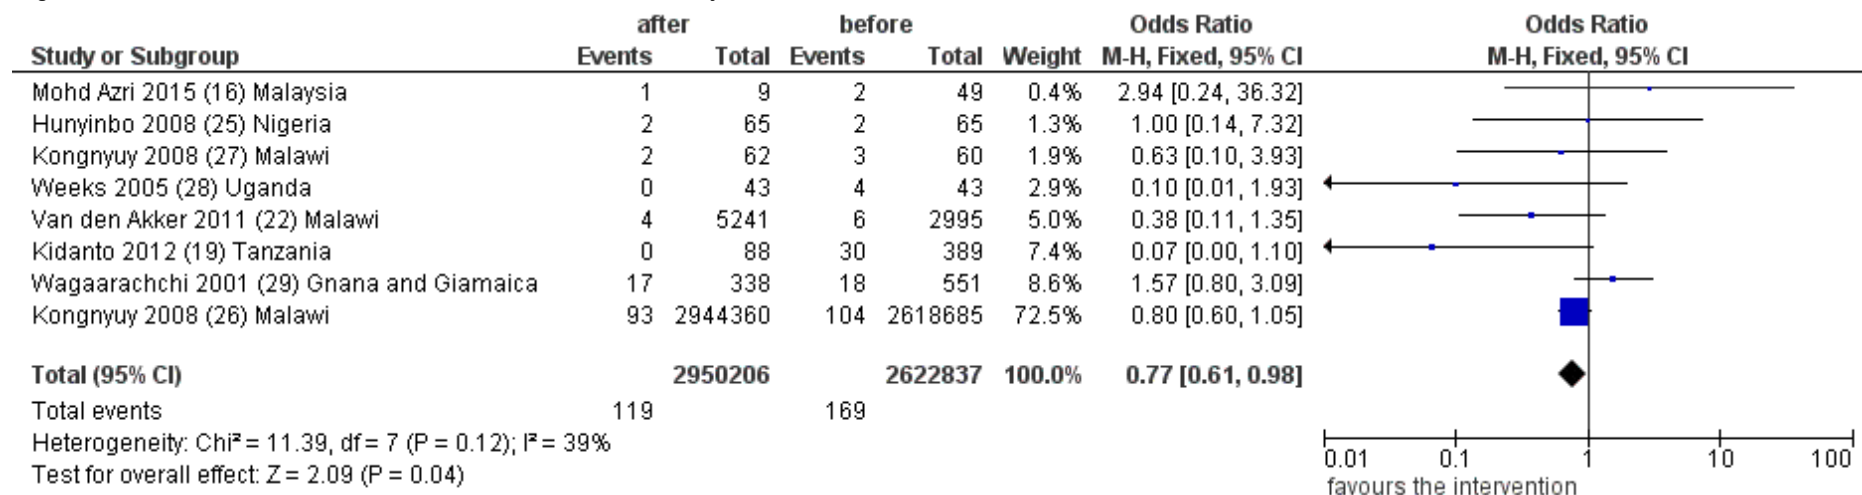 after before Odds Ratio Odds Ratio
Study or Subgroup Events Total Events Total Weight M-H, Fixed, 95% CI M-H, Fixed, 95% CI
Mohd Azri 2015 (16) Malaysia 1 9 2 49 0.4% 2.94 [0.24, 36.32]
Hunyinbo 2008 (25) Nigeria 2 65 2 65 1.3% 1.00 [0.14, 7.32]
Kongnyuy 2008 (27) Malawi 2 62 3 60 1.9% 0.63 [0.10, 3.93]
Weeks 2005 (28) Uganda 0 43 4 43 2.9% 0.10 [0.01, 1.93]
Van den Akker 2011 (22) Malawi 4 5241 6 2995 5.0% 0.38 [0.11, 1.35]
Kidanto 2012 (19) Tanzania 0 88 30 389 7.4% 0.07 [0.00, 1.10]
Wagaarachchi 2001 (29) Gnana and Giamaica 17 338 18 551 8.6% 1.57 [0.80, 3.09]
Kongnyuy 2008 (26) Malawi 93 2944360 104 2618685 72.5% 0.80 [0.60, 1.05]
Total (95% CI) 2950206 2622837 100.0% 0.77 [0.61, 0.98]
Total events 119 169
Heterogeneity: Chi² = 11.39, df = 7 (P = 0.12); I² = 39%
Test for overall effect: Z = 2.09 (P = 0.04)
0.01 0.1 1 10 100
favours the intervention